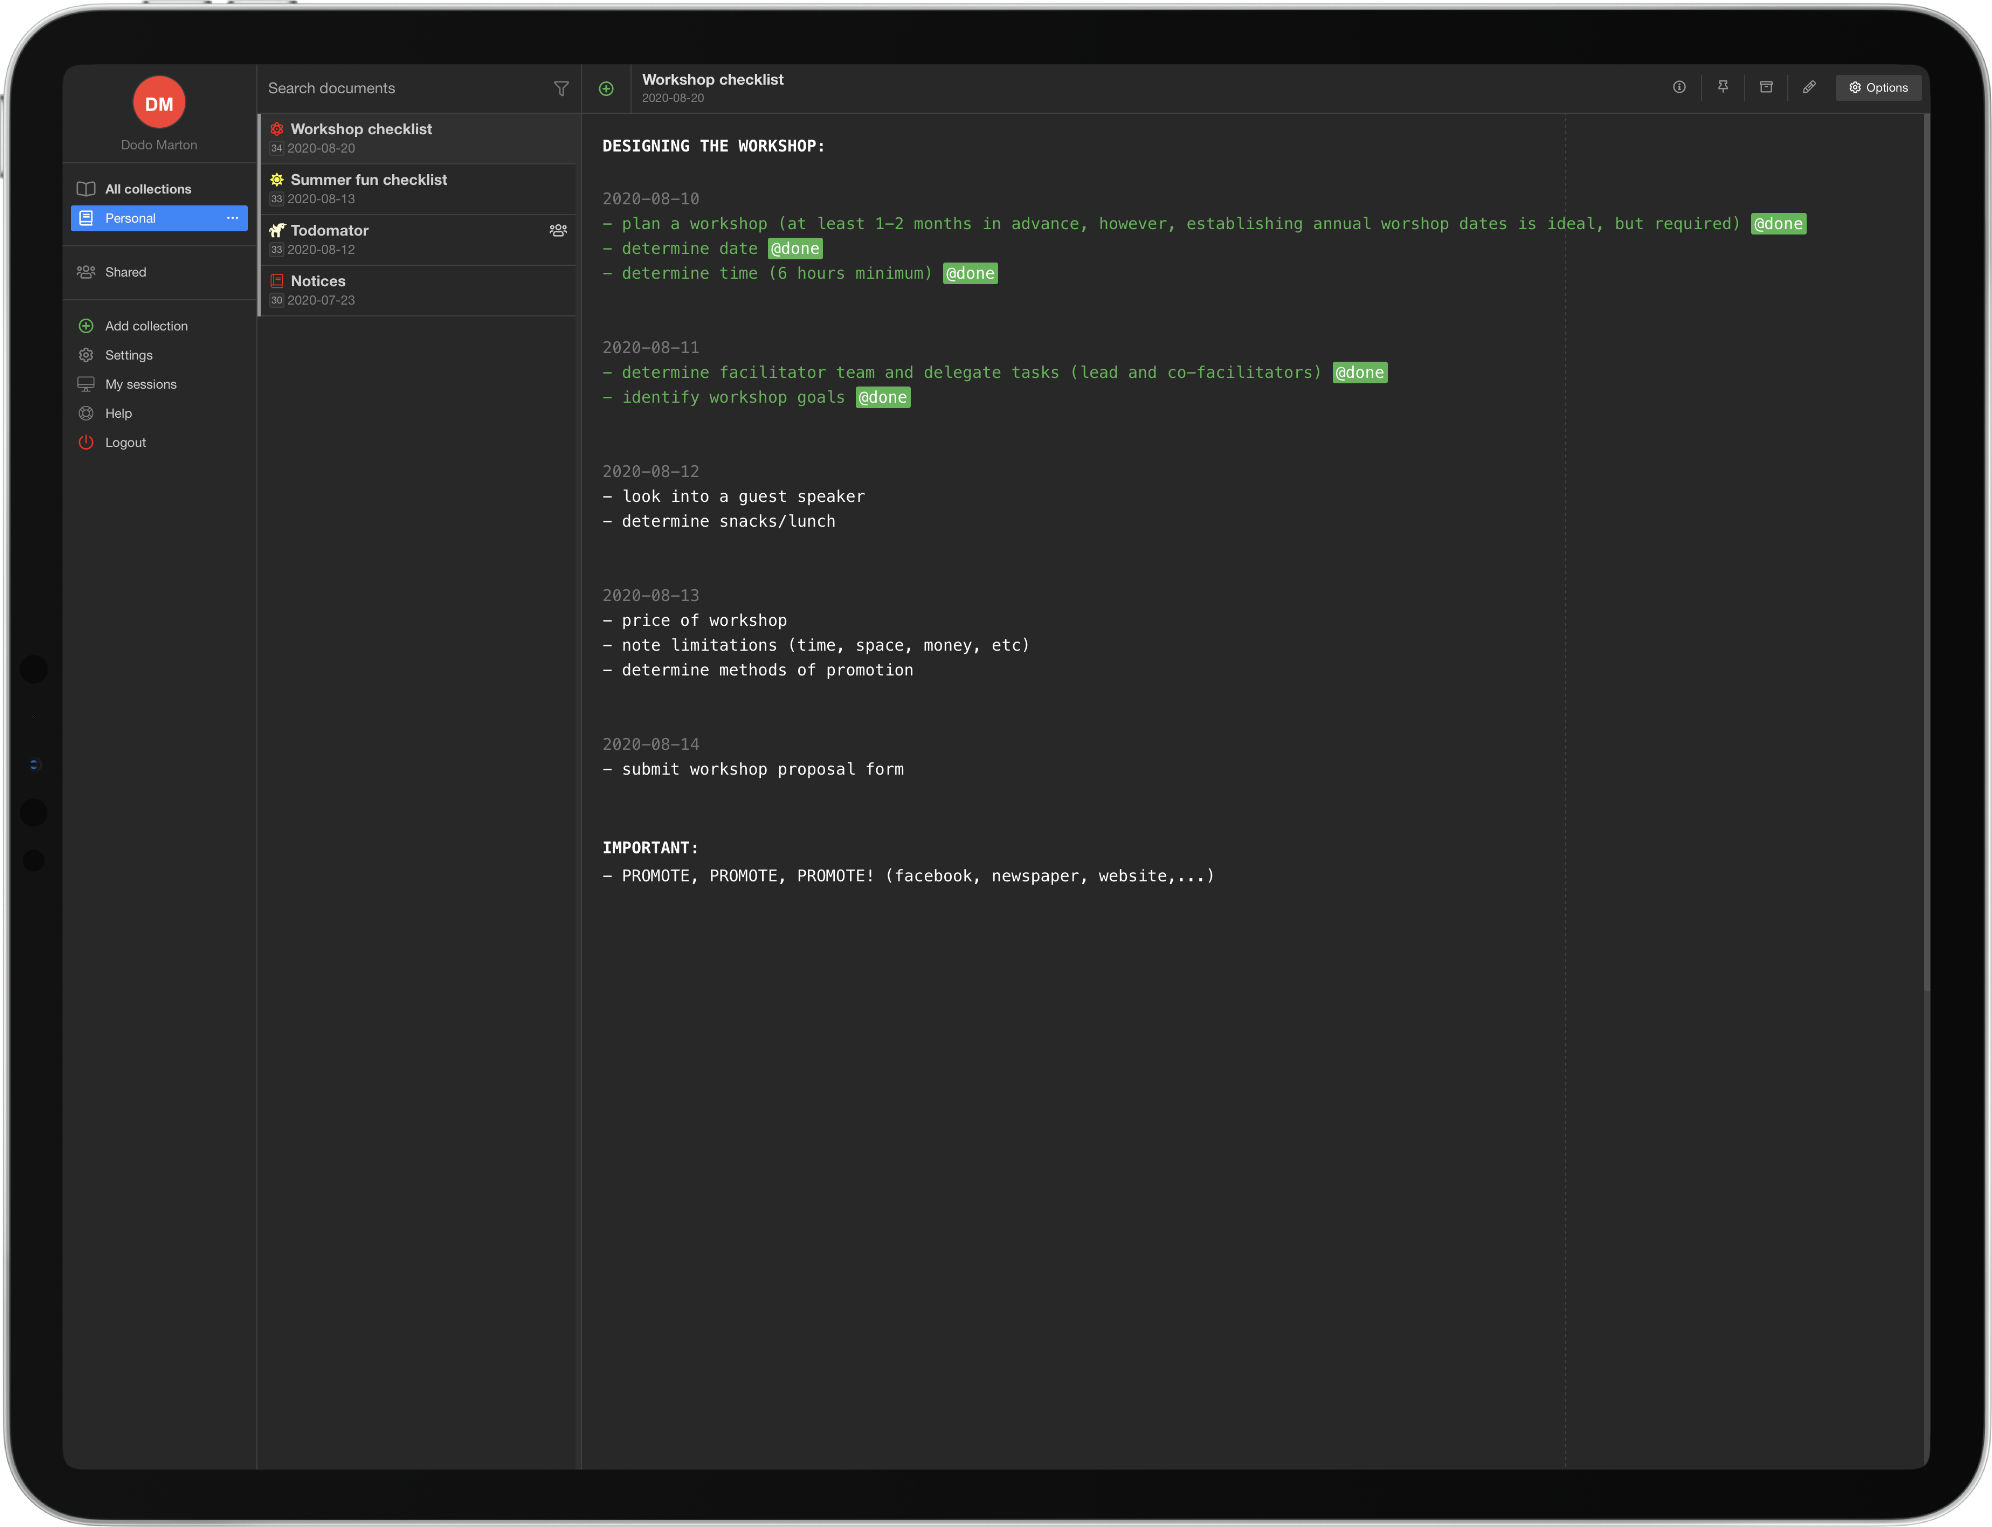 DM
Dodo Marton
All collections
Personal
Shared
Add collection
Settings
My sessions
Help
Logout
Search documents
Workshop checklist
34 2020-08-20
Summer fun checklist
33 2020-08-13
Todomator
33 2020-08-12
Notices
30 2020-07-23
Workshop checklist
2020-08-20
Options
DESIGNING THE WORKSHOP:
2020-08-10
- plan a workshop (at least 1-2 months in advance, however, establishing annual worshop dates is ideal, but required) @done
- determine date @done
- determine time (6 hours minimum) @done
2020-08-11
- determine facilitator team and delegate tasks (lead and co-facilitators) @done
- identify workshop goals @done
2020-08-12
- look into a guest speaker
- determine snacks/lunch
2020-08-13
- price of workshop
- note limitations (time, space, money, etc)
- determine methods of promotion
2020-08-14
- submit workshop proposal form
IMPORTANT:
- PROMOTE, PROMOTE, PROMOTE! (facebook, newspaper, website,...)